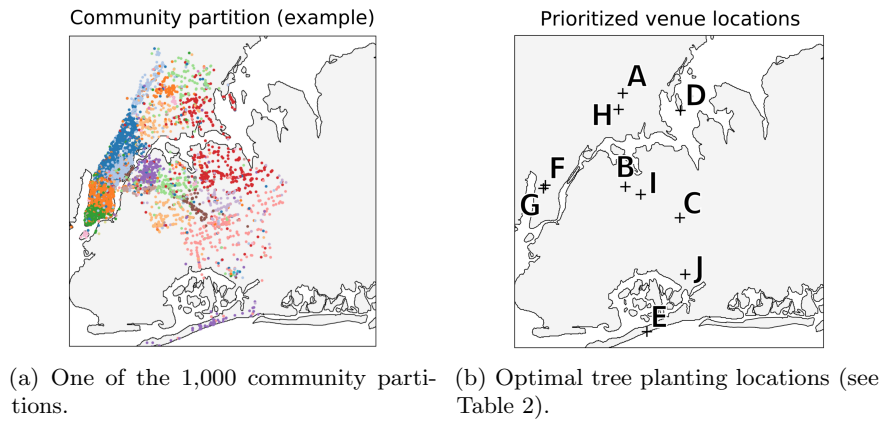 Community partition (example)
Prioritized venue locations
A
D
H
B
F
I
G
C
J
E
(a) One of the 1,000 community parti-
tions.
(b) Optimal tree planting locations (see
Table 2).